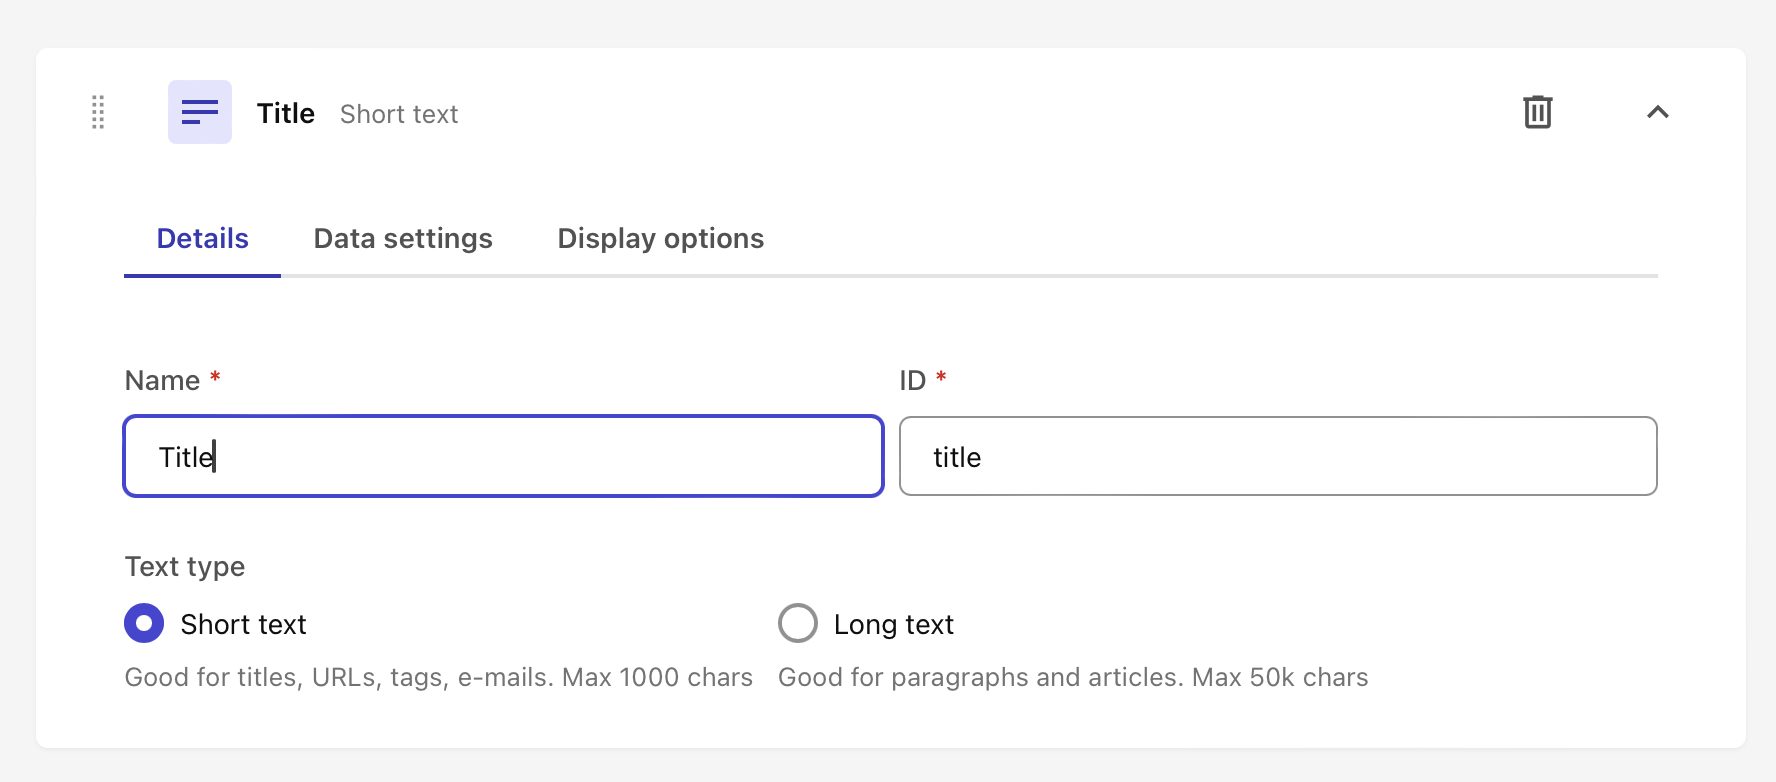 Title Short text
Details Data settings Display options
Name * ID *
Title title
Text type
Short text Long text
Good for titles, URLs, tags, e-mails. Max 1000 chars Good for paragraphs and articles. Max 50k chars